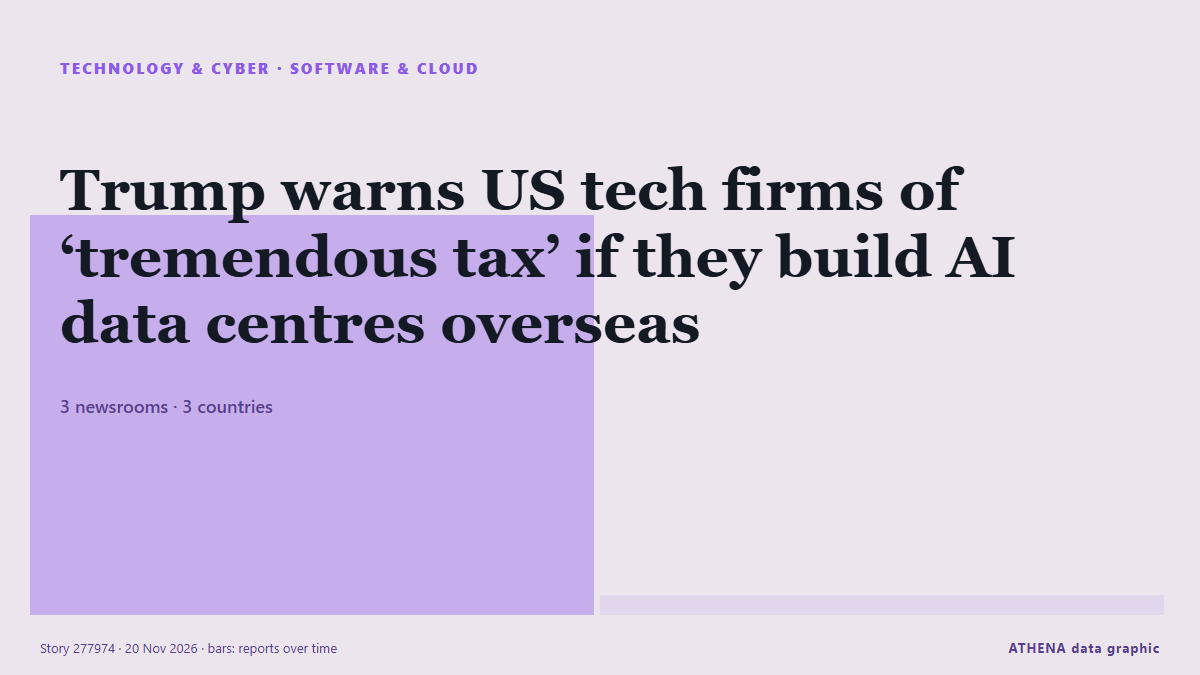 TECHNOLOGY & CYBER · SOFTWARE & CLOUD
Trump warns US tech firms of
‘tremendous tax’ if they build AI
data centres overseas
3 newsrooms · 3 countries
Story 277974 · 20 Nov 2026 · bars: reports over time
ATHENA data graphic